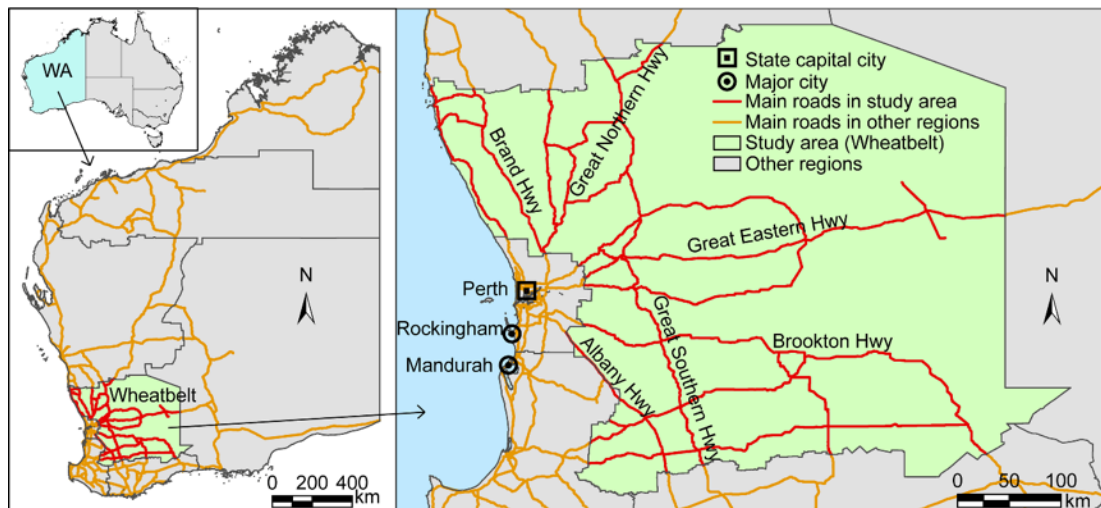 WA
N
Wheatbelt
0 200 400
km
State capital city
Major city
Main roads in study area
Main roads in other regions
Study area (Wheatbelt)
Other regions
Great Northern Hwy
Brand Hwy
Great Eastern Hwy
Perth
N
Rockingham
Mandurah
Albany Hwy
Great Southern Hwy
Brookton Hwy
0 50 100
km